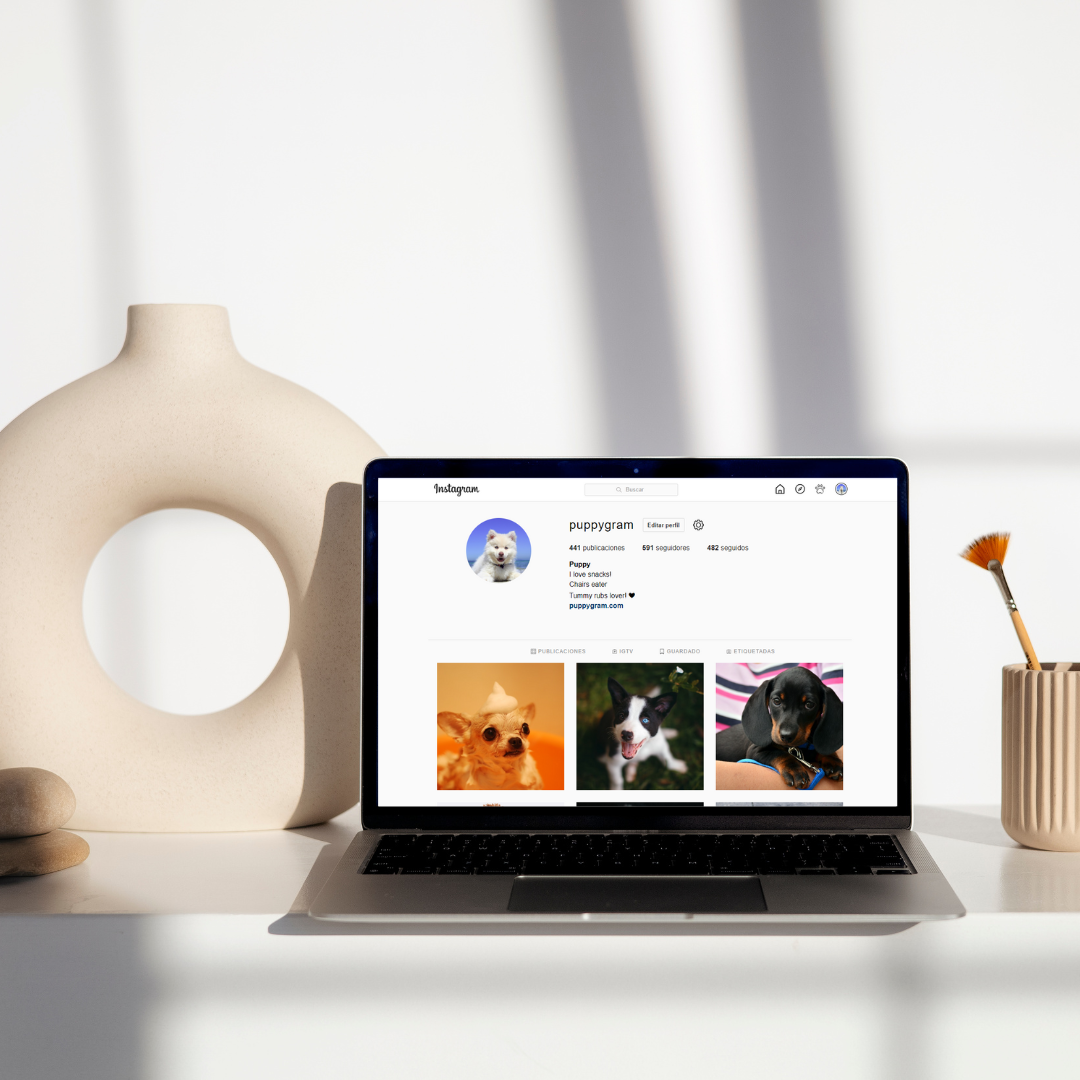 Instagram
Buscar
puppygram
Editar perfil
441 publicaciones 591 seguidores 482 seguidos
Puppy
I love snacks!
Chairs eater
Tummy rubs lover! 🖤
puppygram.com
PUBLICACIONES IGTV GUARDADO ETIQUETADAS